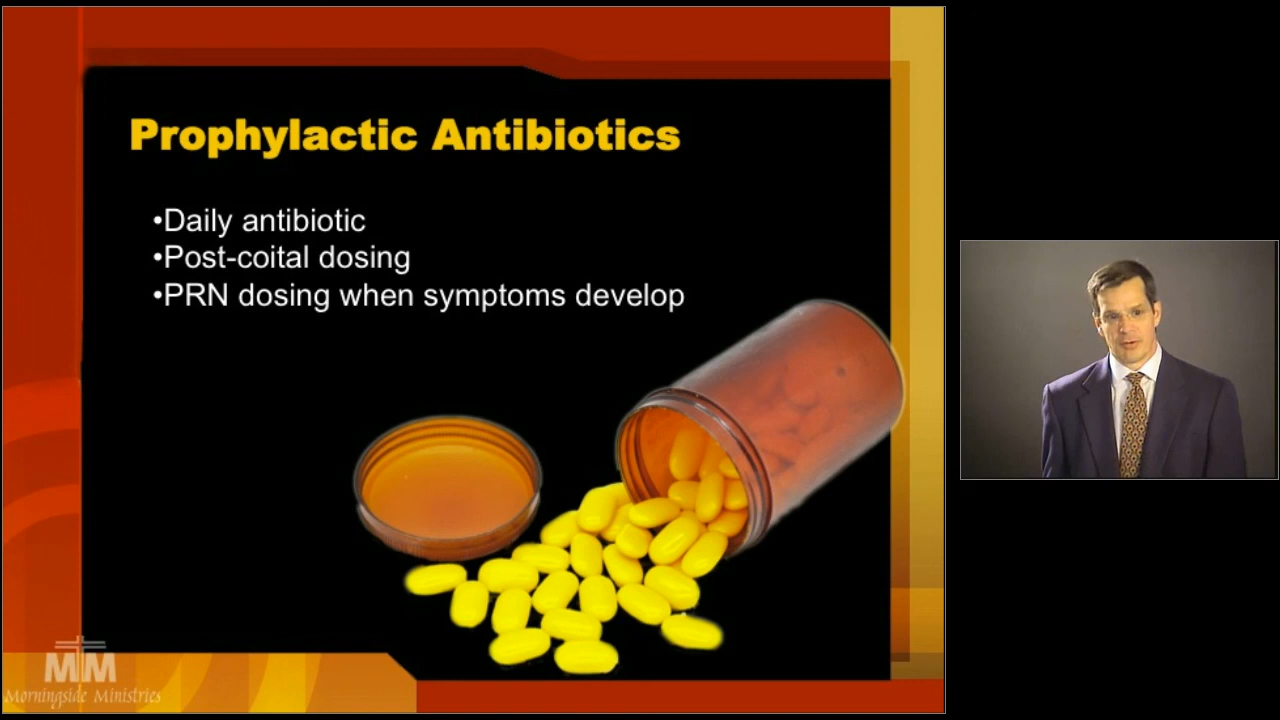 Prophylactic Antibiotics
•Daily antibiotic
•Post-coital dosing
•PRN dosing when symptoms develop
MM
Morningside Ministries